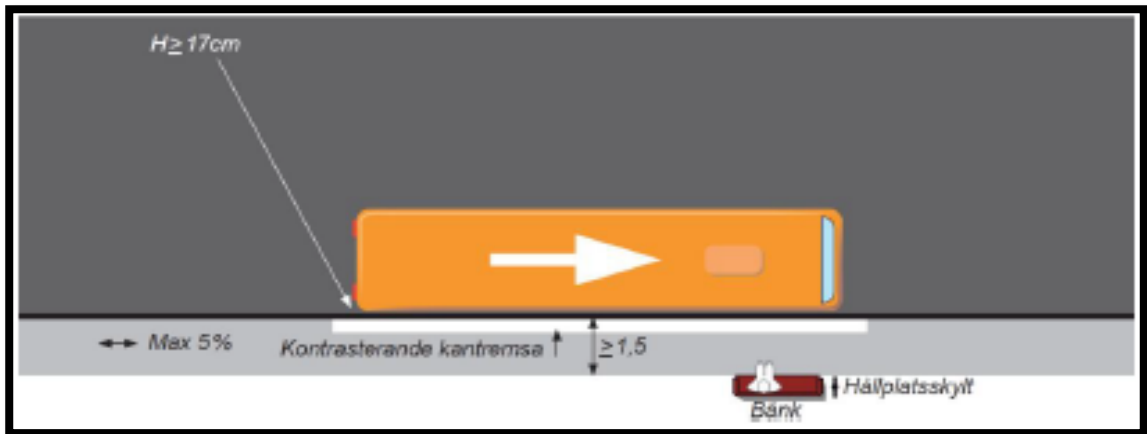 H≥17cm
Max 5%
Kontrasterande kantremsa
≥1,5
Hållplatsskylt
Bänk